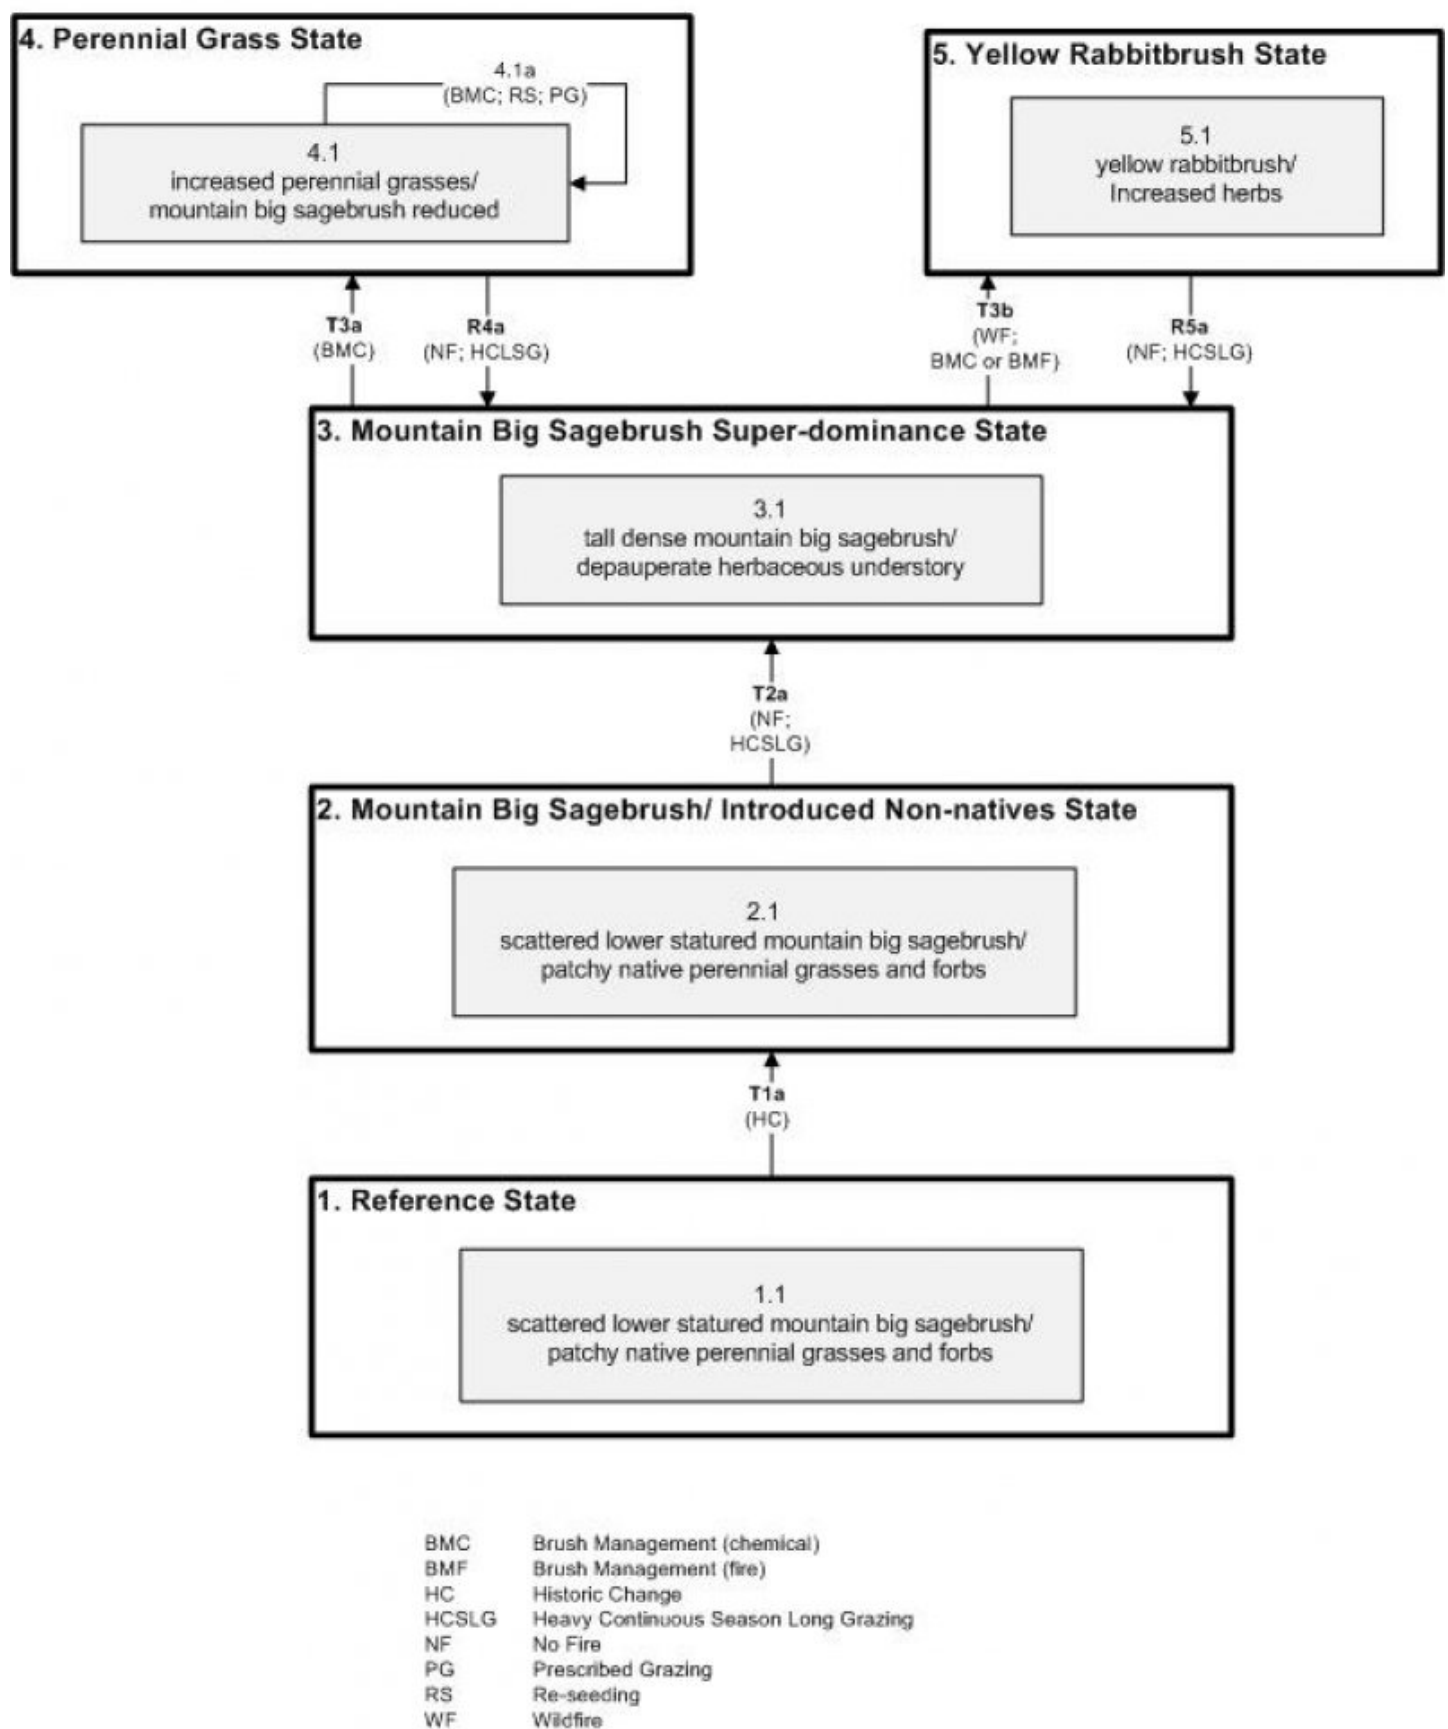 4. Perennial Grass State
4.1a
(BMC; RS; PG)
4.1
increased perennial grasses/
mountain big sagebrush reduced
5. Yellow Rabbitbrush State
5.1
yellow rabbitbrush/
Increased herbs
T3a
(BMC)
R4a
(NF; HCLSG)
T3b
(WF;
BMC or BMF)
R5a
(NF; HCSLG)
3. Mountain Big Sagebrush Super-dominance State
3.1
tall dense mountain big sagebrush/
depauperate herbaceous understory
T2a
(NF;
HCSLG)
2. Mountain Big Sagebrush/ Introduced Non-natives State
2.1
scattered lower statured mountain big sagebrush/
patchy native perennial grasses and forbs
T1a
(HC)
1. Reference State
1.1
scattered lower statured mountain big sagebrush/
patchy native perennial grasses and forbs
BMC Brush Management (chemical)
BMF Brush Management (fire)
HC Historic Change
HCSLG Heavy Continuous Season Long Grazing
NF No Fire
PG Prescribed Grazing
RS Re-seeding
WF Wildfire